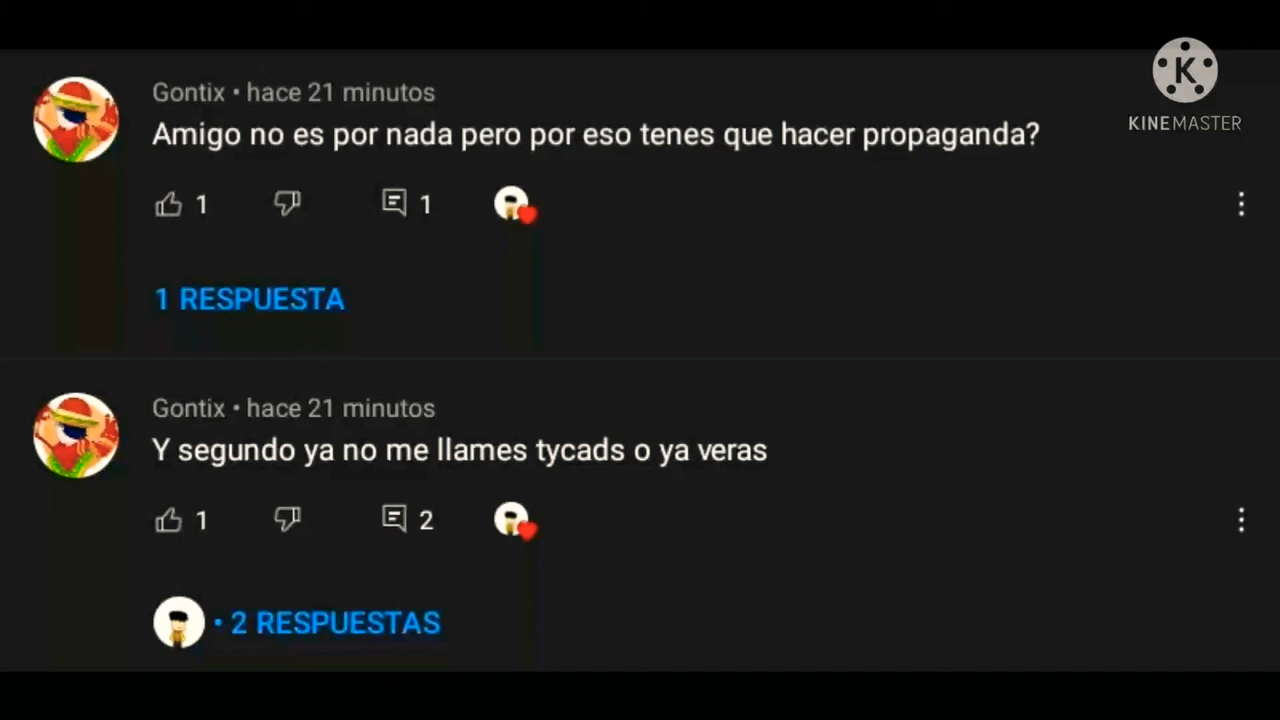 Gontix • hace 21 minutos
Amigo no es por nada pero por eso tenes que hacer propaganda?
1
1
1 RESPUESTA
Gontix • hace 21 minutos
Y segundo ya no me llames tycads o ya veras
1
2
• 2 RESPUESTAS
K
KINEMASTER